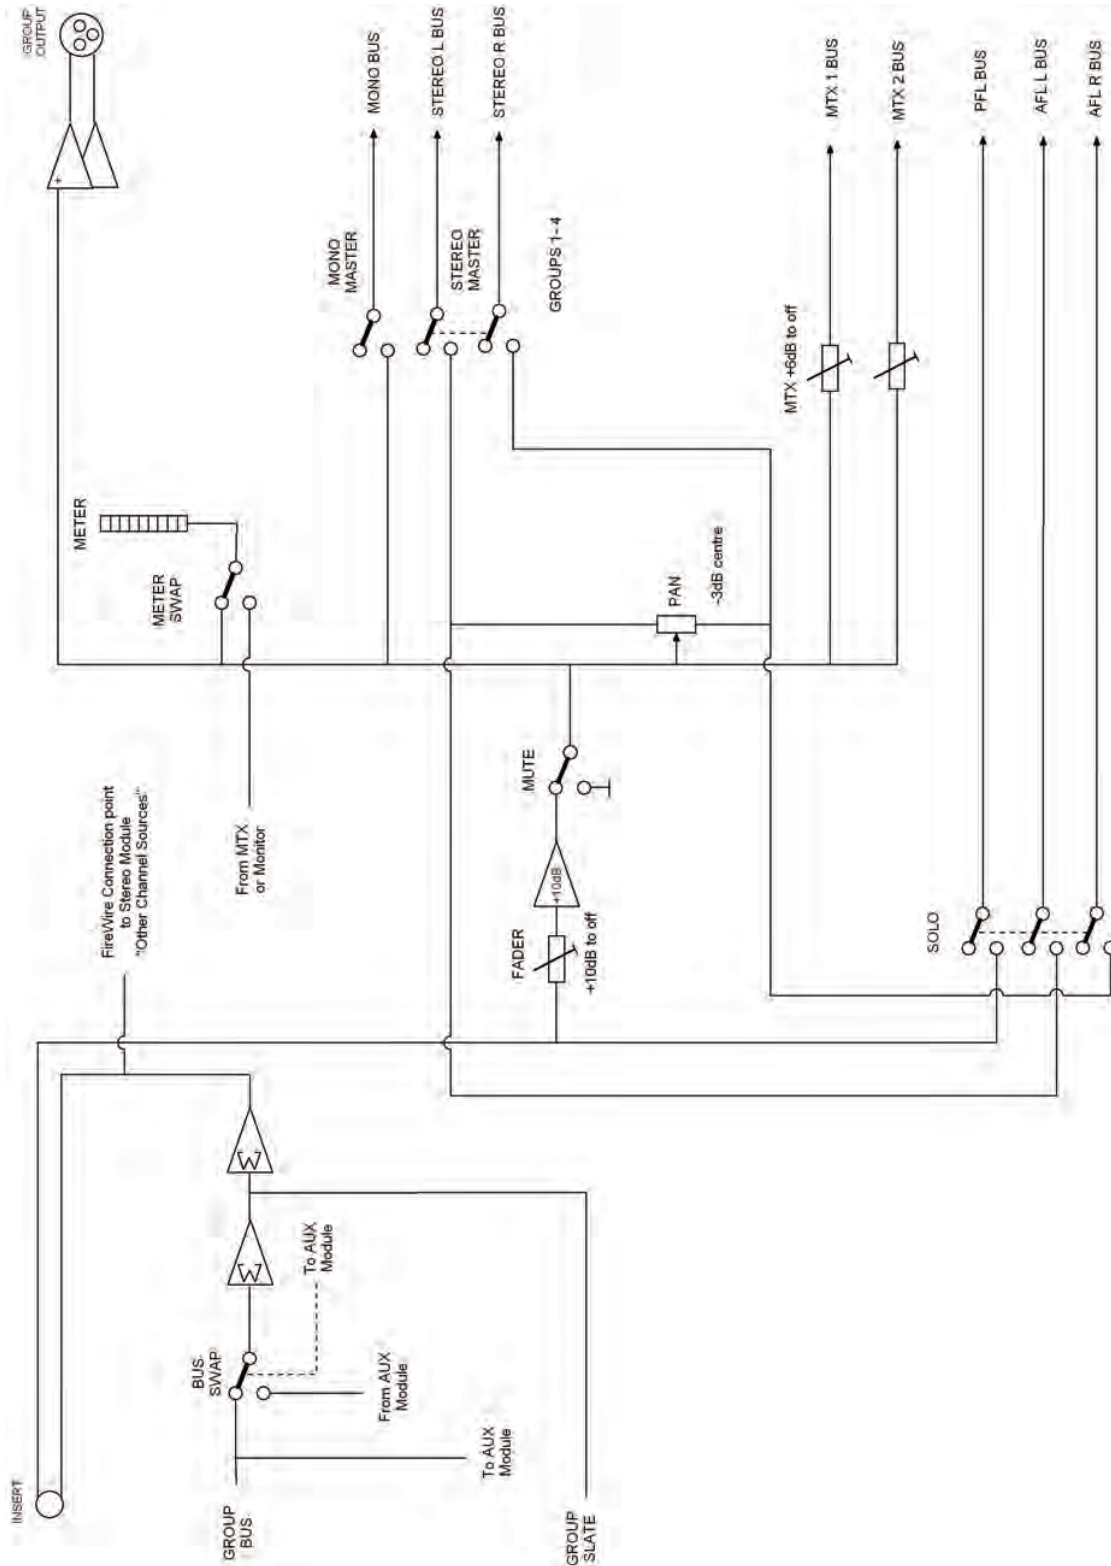 GROUP
OUTPUT
MONO BUS
STEREO L BUS
STEREO R BUS
MTX 1 BUS
MTX 2 BUS
PFL BUS
AFL L BUS
AFL R BUS
+
MONO
MASTER
STEREO
MASTER
GROUPS 1- 4
MTX +6dB to off
METER
METER
SWAP
PAN
-3dB centre
FireWire Connection point
to Stereo Module
"Other Channel Sources"
From MTX
or Monitor
MUTE
+10dB
FADER
+10dB to off
SOLO
To AUX
Module
BUS
SWAP
From AUX
Module
To AUX
Module
INSERT
GROUP
BUS
GROUP
SLATE
Σ
Σ